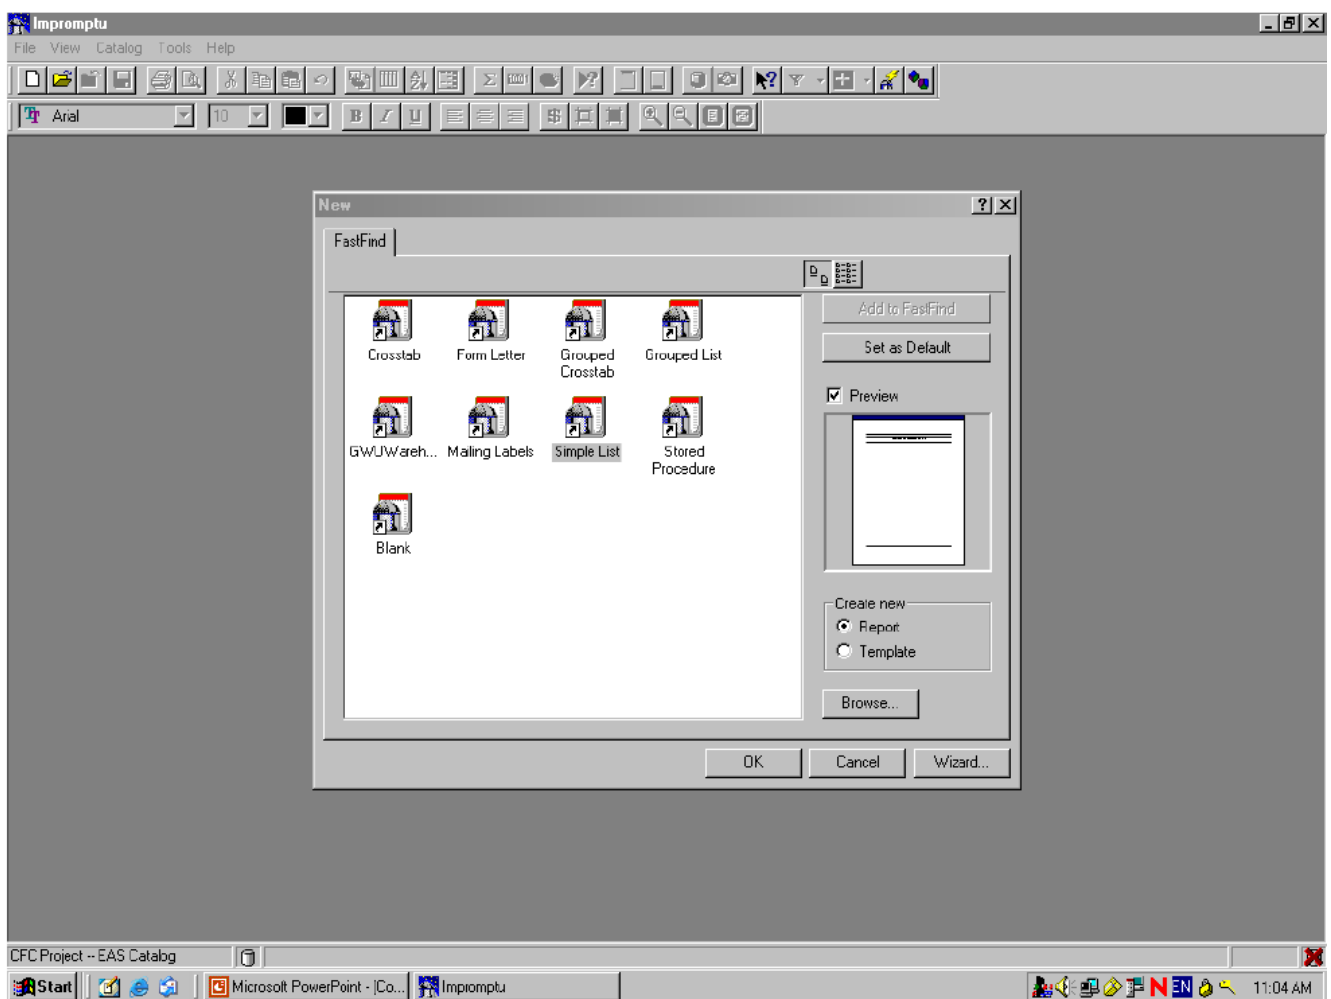 Impromptu
File View Catalog Tools Help
Arial 10 B I U
New
FastFind
Add to FastFind
Crosstab Form Letter Grouped Crosstab Grouped List
Set as Default
Preview
GWUWareh... Mailing Labels Simple List Stored Procedure
Blank
Create new
Report
Template
Browse...
OK Cancel Wizard...
CFC Project -- EAS Catalog
Start Microsoft PowerPoint - [Co... Impromptu N EN 11:04 AM